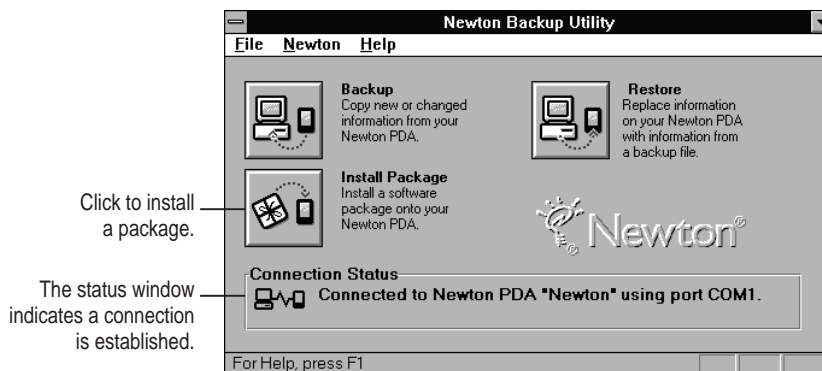 Newton Backup Utility
File Newton Help
Backup
Copy new or changed
information from your
Newton PDA.
Restore
Replace information
on your Newton PDA
with information from
a backup file.
Install Package
Install a software
package onto your
Newton PDA.
Click to install
a package.
Newton®
Connection Status
Connected to Newton PDA "Newton" using port COM1.
The status window
indicates a connection
is established.
For Help, press F1